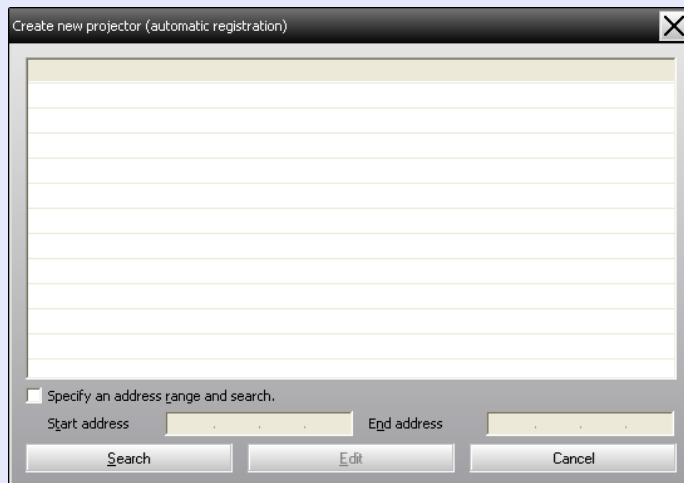 Create new projector (automatic registration)
Specify an address range and search.
Start address . . . End address . . .
Search Edit Cancel